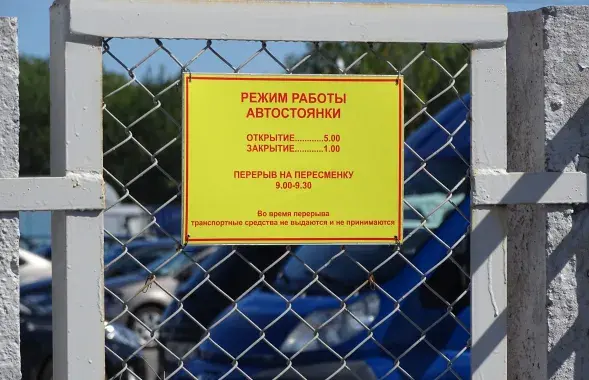 РЕЖИМ РАБОТЫ
АВТОСТОЯНКИ
ОТКРЫТИЕ............5.00
ЗАКРЫТИЕ............1.00
ПЕРЕРЫВ НА ПЕРЕСМЕНКУ
9.00-9.30
Во время перерыва
транспортные средства не выдаются и не принимаются